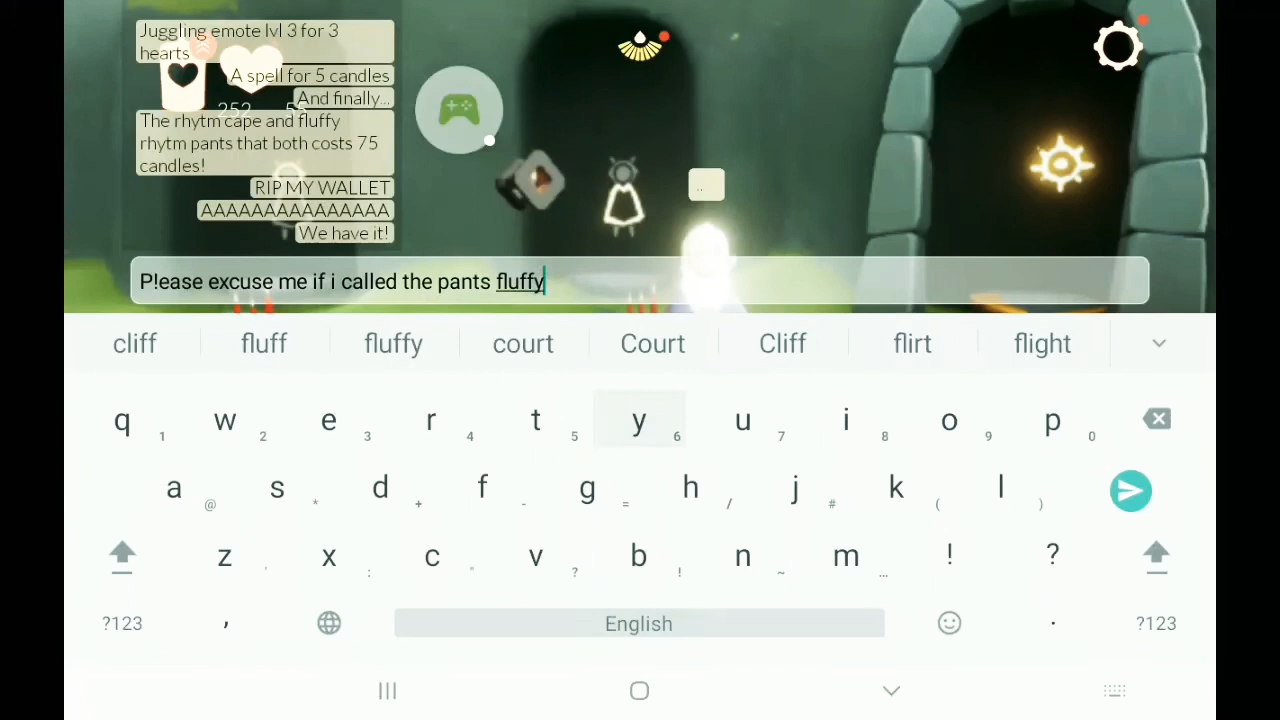 Juggling emote lvl 3 for 3
hearts
A spell for 5 candles
And finally...
252 55
The rhytm cape and fluffy
rhytm pants that both costs 75
candles!
RIP MY WALLET
AAAAAAAAAAAAAAA
We have it!
..
P!ease excuse me if i called the pants fluffy
cliff fluff fluffy court Court Cliff flirt flight
q 1 w 2 e 3 r 4 t 5 y 6 u 7 i 8 o 9 p 0
a @ s * d + f - g = h / j # k ( l )
z ' x : c " v ? b ! n ~ m ... ! ?
?123 , English . ?123